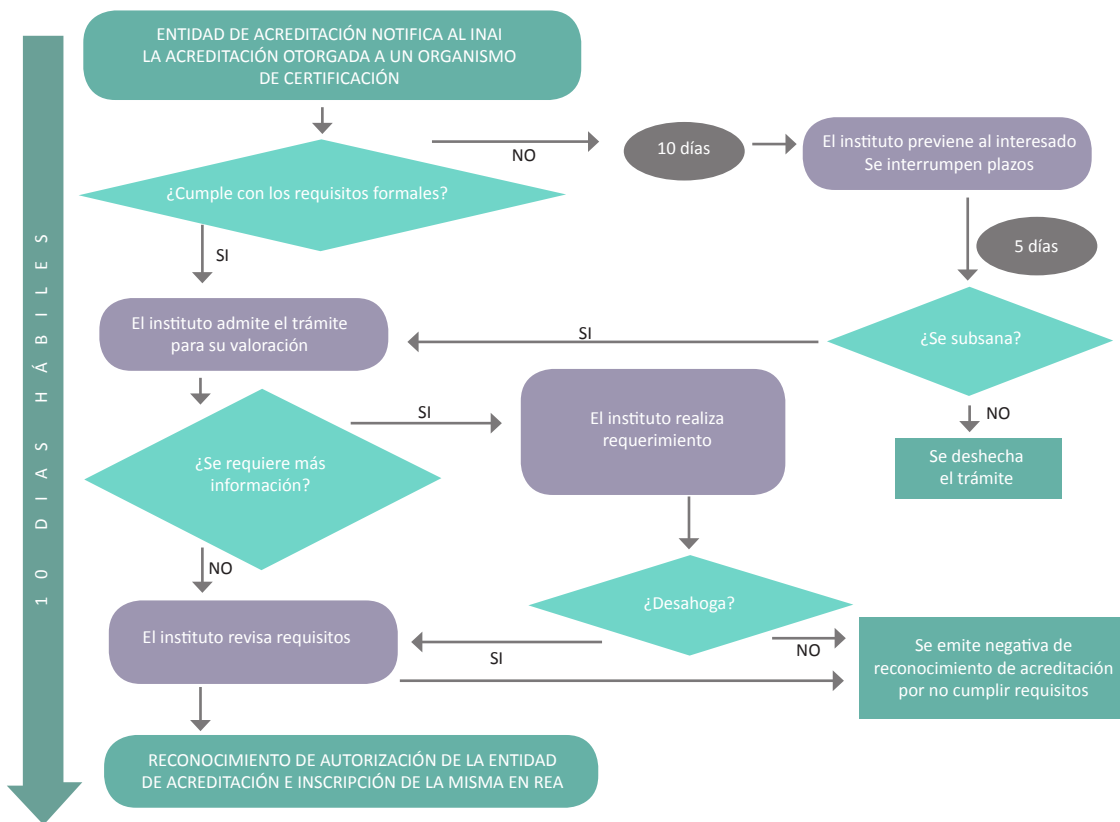 ENTIDAD DE ACREDITACIÓN NOTIFICA AL INAI
LA ACREDITACIÓN OTORGADA A UN ORGANISMO
DE CERTIFICACIÓN
¿Cumple con los requisitos formales?
NO
10 días
El instituto previene al interesado
Se interrumpen plazos
SI
5 días
El instituto admite el trámite
para su valoración
SI
¿Se subsana?
NO
Se deshecha
el trámite
¿Se requiere más
información?
SI
El instituto realiza
requerimiento
NO
¿Desahoga?
El instituto revisa requisitos
SI
NO
Se emite negativa de
reconocimiento de acreditación
por no cumplir requisitos
RECONOCIMIENTO DE AUTORIZACIÓN DE LA ENTIDAD
DE ACREDITACIÓN E INSCRIPCIÓN DE LA MISMA EN REA
10 DIAS HÁBILES